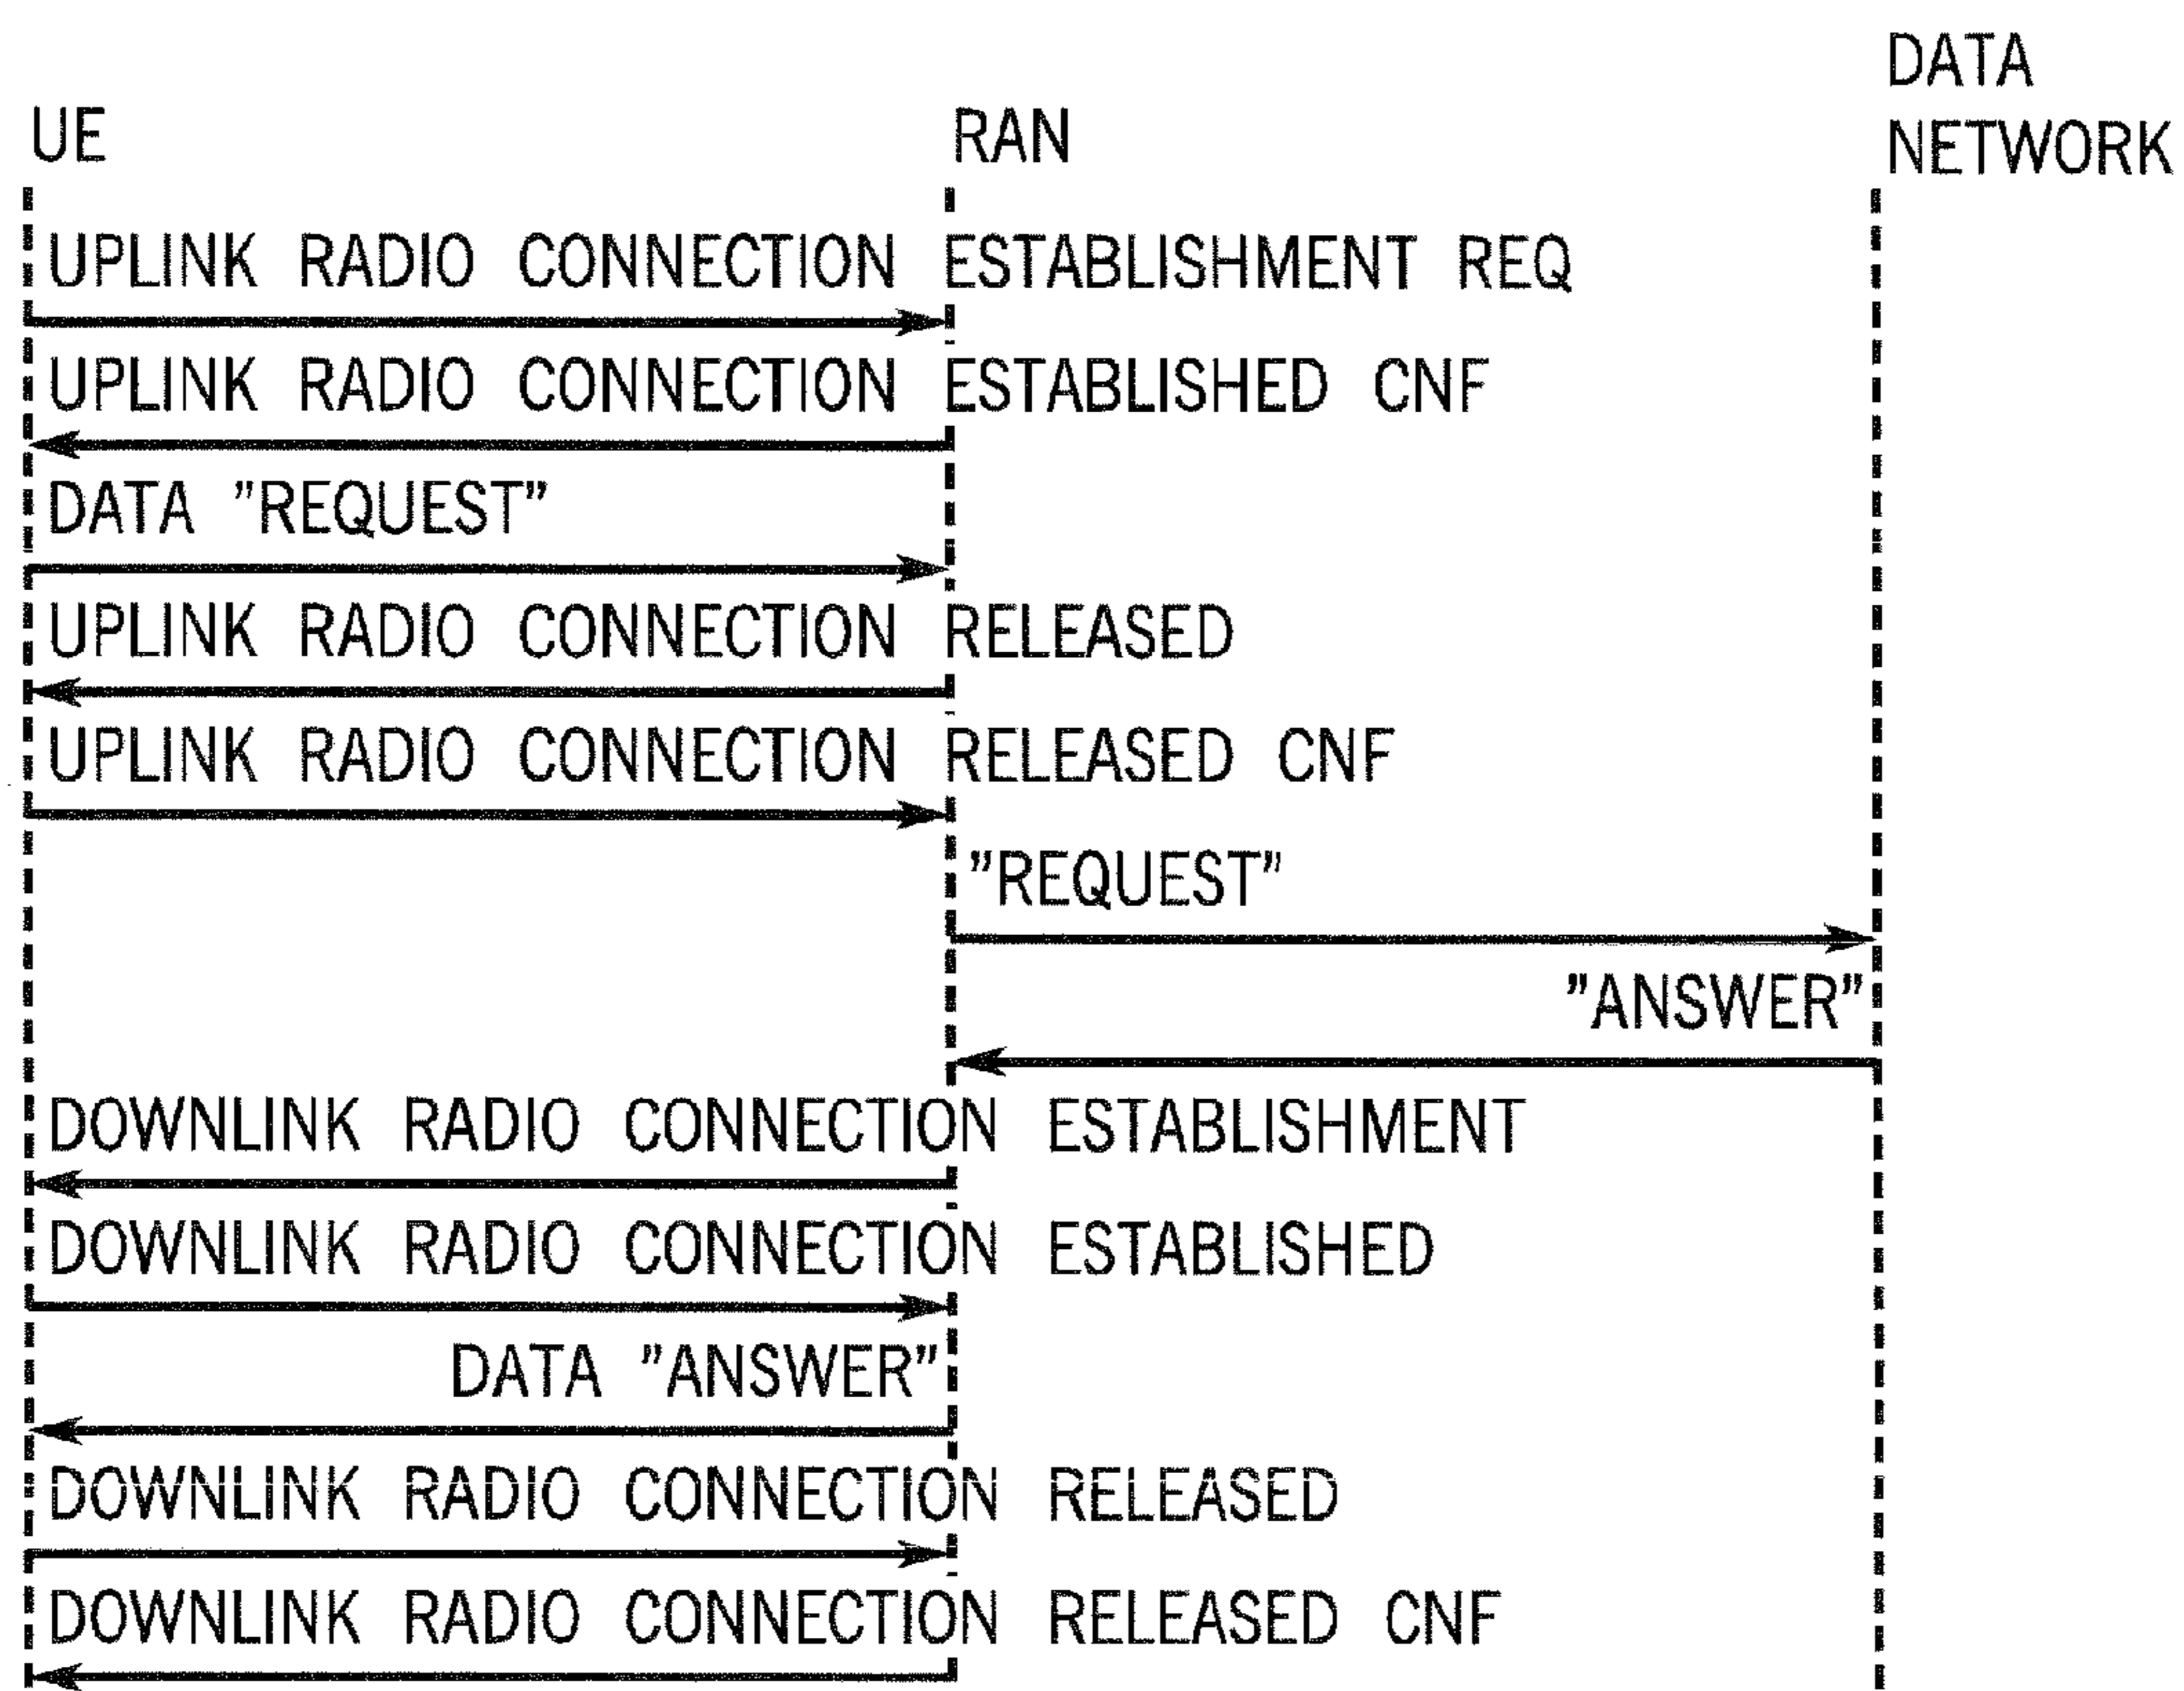 DATA
NETWORK
UE
RAN
UPLINK RADIO CONNECTION ESTABLISHMENT REQ
UPLINK RADIO CONNECTION ESTABLISHED CNF
DATA ”REQUEST”
UPLINK RADIO CONNECTION RELEASED
UPLINK RADIO CONNECTION RELEASED CNF
”REQUEST”
”ANSWER”
DOWNLINK RADIO CONNECTION ESTABLISHMENT
DOWNLINK RADIO CONNECTION ESTABLISHED
DATA ”ANSWER”
DOWNLINK RADIO CONNECTION RELEASED
DOWNLINK RADIO CONNECTION RELEASED CNF